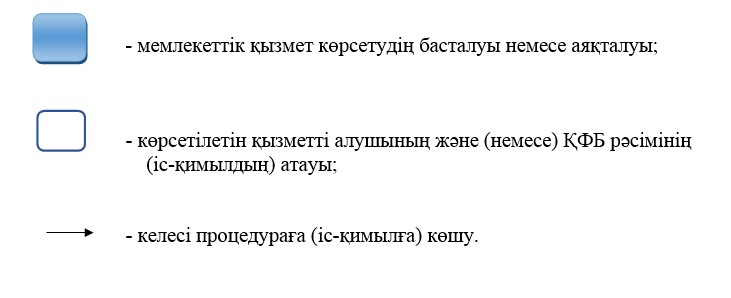 - мемлекеттік қызмет көрсетудің басталуы немесе аяқталуы;
- көрсетілетін қызметті алушының және (немесе) ҚФБ рәсімінің
(іс-қимылдың) атауы;
- келесі процедураға (іс-қимылға) көшу.